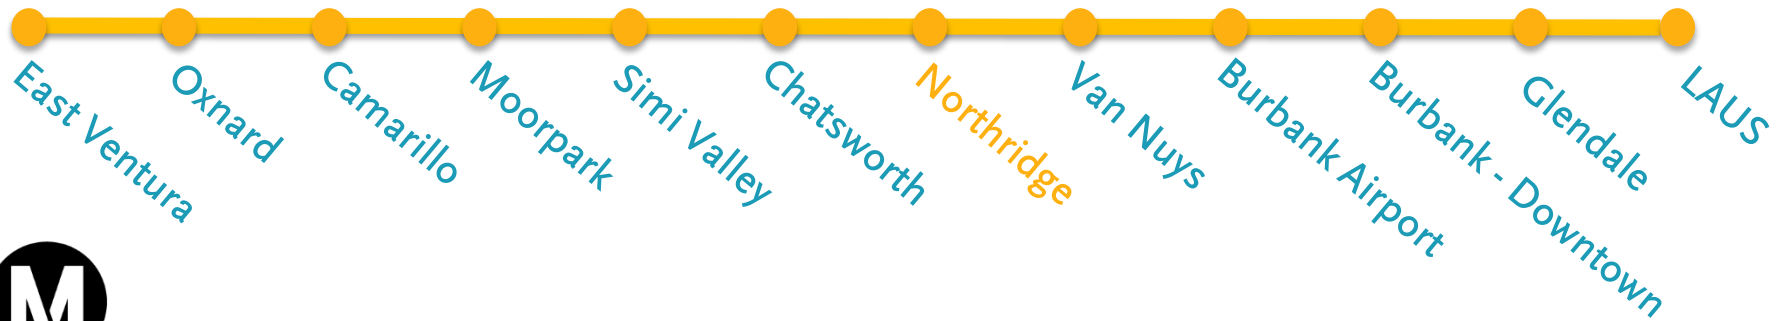 East Ventura
Oxnard
Camarillo
Moorpark
Simi Valley
Chatsworth
Northridge
Van Nuys
Burbank Airport
Burbank - Downtown
Glendale
LAUS
M